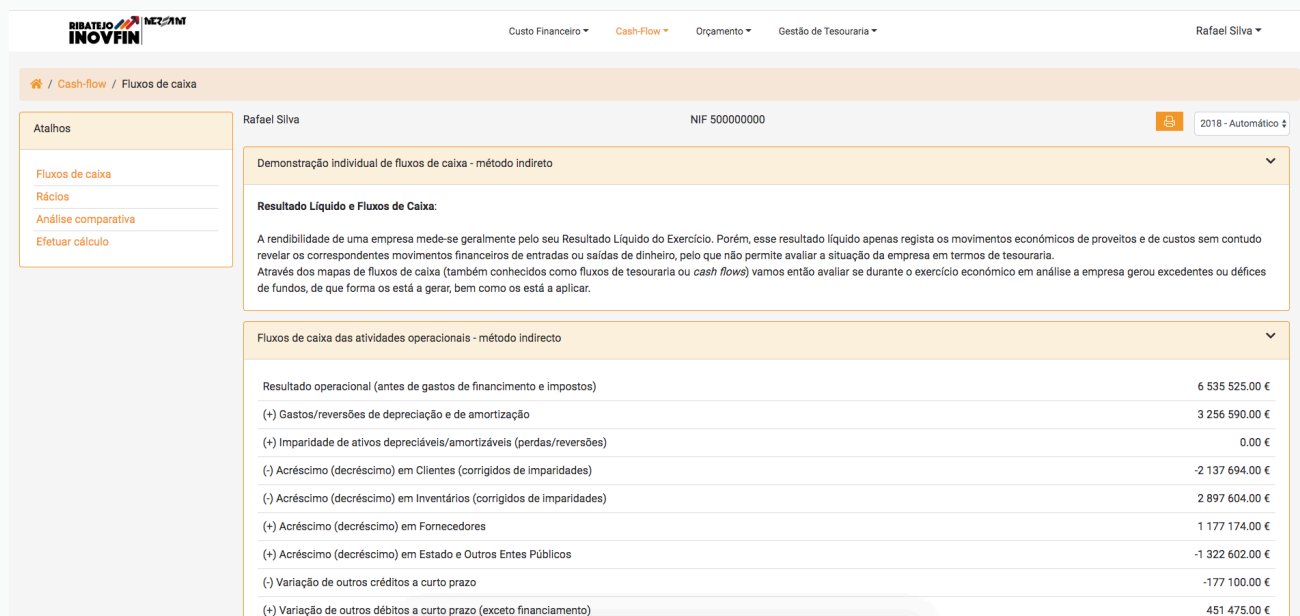 RIBATEJO
INOVFIN
NERSANT
Custo Financeiro
Cash-Flow
Orçamento
Gestão de Tesouraria
Rafael Silva
/ Cash-flow / Fluxos de caixa
Atalhos
Fluxos de caixa
Rácios
Análise comparativa
Efetuar cálculo
Rafael Silva
NIF 500000000
2018 - Automático
Demonstração individual de fluxos de caixa - método indireto
Resultado Líquido e Fluxos de Caixa:
A rendibilidade de uma empresa mede-se geralmente pelo seu Resultado Líquido do Exercício. Porém, esse resultado líquido apenas regista os movimentos económicos de proveitos e de custos sem contudo
revelar os correspondentes movimentos financeiros de entradas ou saídas de dinheiro, pelo que não permite avaliar a situação da empresa em termos de tesouraria.
Através dos mapas de fluxos de caixa (também conhecidos como fluxos de tesouraria ou cash flows) vamos então avaliar se durante o exercício económico em análise a empresa gerou excedentes ou défices
de fundos, de que forma os está a gerar, bem como os está a aplicar.
Fluxos de caixa das atividades operacionais - método indirecto
Resultado operacional (antes de gastos de financimento e impostos) 6 535 525.00 €
(+) Gastos/reversões de depreciação e de amortização 3 256 590.00 €
(+) Imparidade de ativos depreciáveis/amortizáveis (perdas/reversões) 0.00 €
(-) Acréscimo (decréscimo) em Clientes (corrigidos de imparidades) -2 137 694.00 €
(-) Acréscimo (decréscimo) em Inventários (corrigidos de imparidades) 2 897 604.00 €
(+) Acréscimo (decréscimo) em Fornecedores 1 177 174.00 €
(+) Acréscimo (decréscimo) em Estado e Outros Entes Públicos -1 322 602.00 €
(-) Variação de outros créditos a curto prazo -177 100.00 €
(+) Variação de outros débitos a curto prazo (exceto financiamento) 451 475.00 €